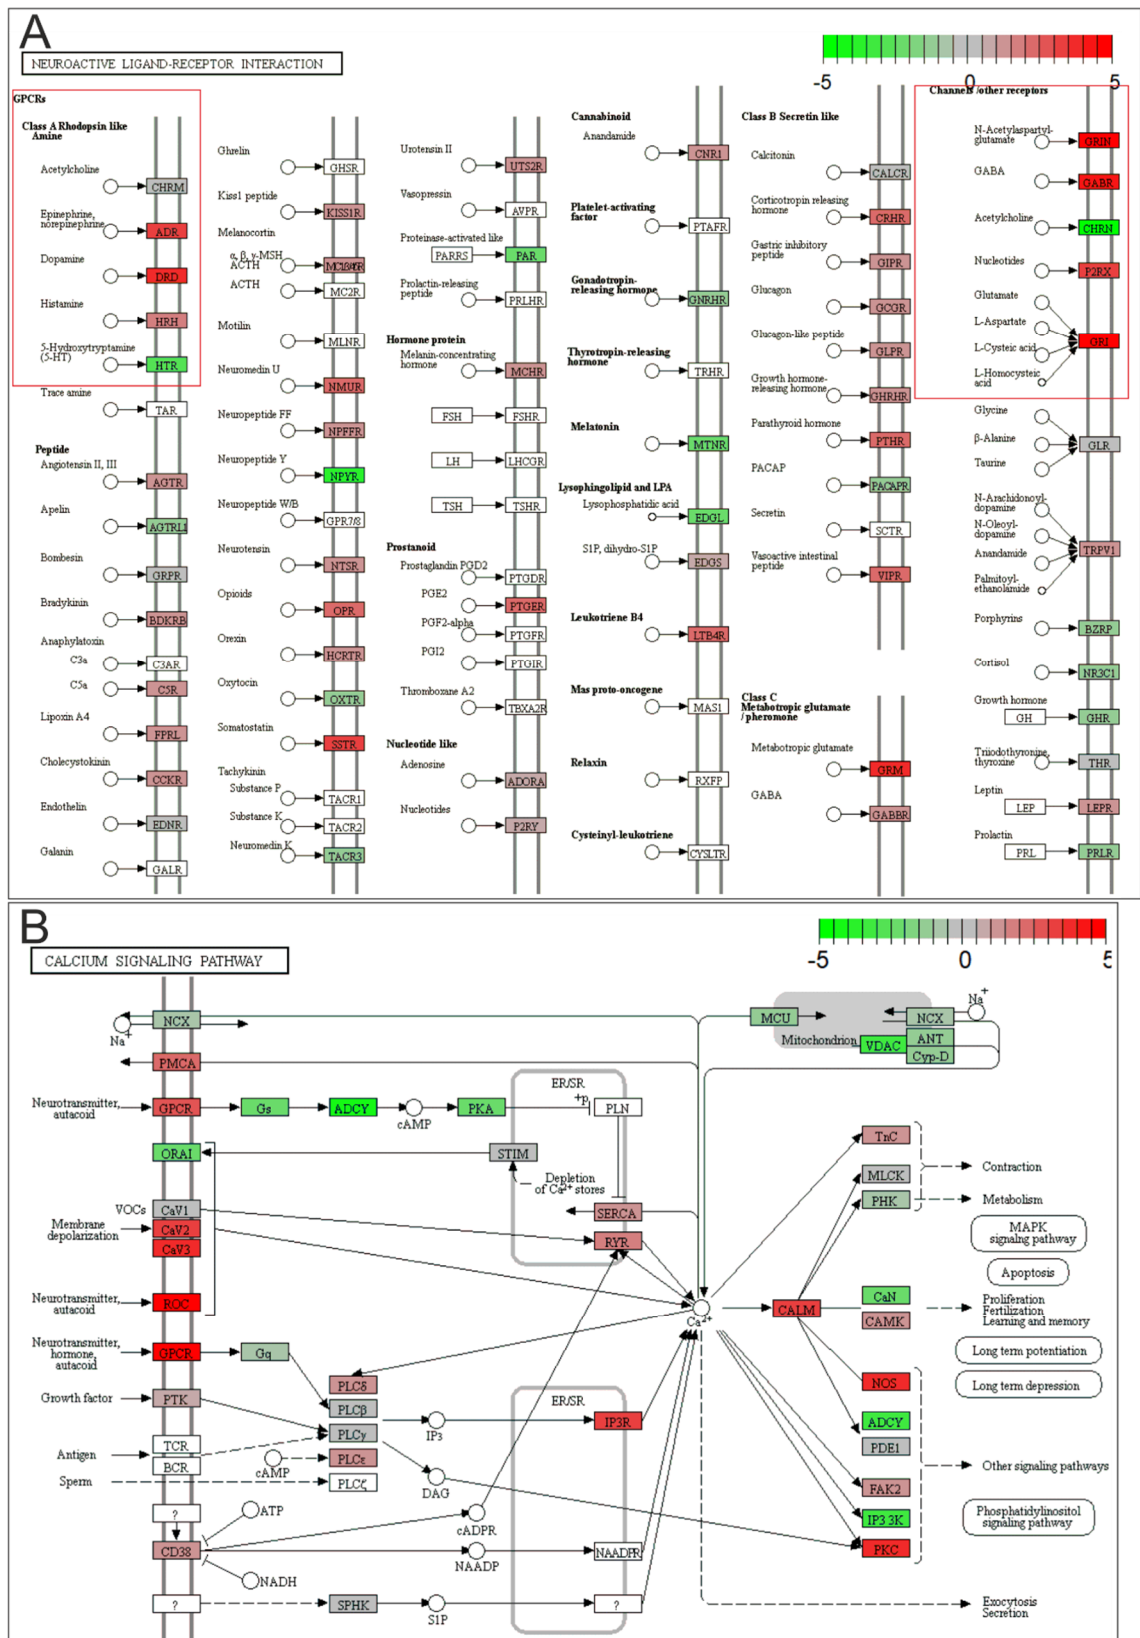 A
NEUROACTIVE LIGAND-RECEPTOR INTERACTION
-5
0
5
GPCRs
Class A Rhodopsin like
Amine
Acetylcholine
CHRM
Epinephrine,
norepinephrine
ADR
Dopamine
DRD
Histamine
HRH
5-Hydroxytryptamine
(5-HT)
HTR
Trace amine
TAR
Peptide
Angiotensin II, III
AGTR
Apelin
AGTRL1
Bombesin
GRPR
Bradykinin
BDKRB
Anaphylatoxin
C3a
C3AR
C5a
C5R
Lipoxin A4
FPRL
Cholecystokinin
CCKR
Endothelin
EDNR
Galanin
GALR
Ghrelin
GHSR
Kiss1 peptide
KISS1R
Melanocortin
α, β, γ-MSH
ACTH
ACTH
MC2R
Motilin
MLNR
Neuromedin U
NMUR
Neuropeptide FF
NPFFR
Neuropeptide Y
NPYR
Neuropeptide W/B
GPR7/8
Neurotensin
NTSR
Opioids
OPR
Orexin
HCRTR
Oxytocin
OXTR
Somatostatin
SSTR
Tachykinin
Substance P
TACR1
Substance K
TACR2
Neuromedin K
TACR3
Urotensin II
UTS2R
Vasopressin
AVPR
Proteinase-activated like
PARRS
PAR
Prolactin-releasing
peptide
PRLHR
Hormone protein
Melanin-concentrating
hormone
MCHR
FSH
FSHR
LH
LHCGR
TSH
TSHR
Prostanoid
Prostaglandin PGD2
PTGDR
PGE2
PTGER
PGF2-alpha
PTGFR
PGI2
PTGIR
Thromboxane A2
TBXA2R
Nucleotide like
Adenosine
ADORA
Nucleotides
P2RY
Cannabinoid
Anandamide
CNR1
Platelet-activating
factor
PTAFR
Gonadotropin-
releasing hormone
GNRHR
Thyrotropin-releasing
hormone
TRHR
Melatonin
MTNR
Lysophingolipid and LPA
Lysophosphatidic acid
EDGL
S1P, dihydro-S1P
EDGS
Leukotriene B4
LTB4R
Mas proto-oncogene
MAS1
Relaxin
RXFP
Cysteinyl-leukotriene
CYSLTR
Class B Secretin like
Calcitonin
CALCR
Corticotropin releasing
hormone
CRHR
Gastric inhibitory
peptide
GIPR
Glucagon
GCGR
Glucagon-like peptide
GLPR
Growth hormone-
releasing hormone
GHRHR
Parathyroid hormone
PTHR
PACAP
PACAPR
Secretin
SCTR
Vasoactive intestinal
peptide
VIPR
Class C
Metabotropic glutamate
/ pheromone
Metabotropic glutamate
GRM
GABA
GABBR
Channels /other receptors
N-Acetylaspartyl-
glutamate
GRIN
GABA
GABR
Acetylcholine
CHRN
Nucleotides
P2RX
Glutamate
L-Aspartate
L-Cysteic acid
L-Homocysteic
acid
GRI
Glycine
β-Alanine
Taurine
GLR
N-Arachidonoyl-
dopamine
N-Oleoyl-
dopamine
Anandamide
Palmitoyl-
ethanolamide
TRPV1
Porphyrins
BZRP
Cortisol
NR3C1
Growth hormone
GH
GHR
Triiodothyronine,
thyroxine
THR
Leptin
LEP
LEPR
Prolactin
PRL
PRLR
B
CALCIUM SIGNALING PATHWAY
-5
0
5
NCX
Na+
PMCA
Neurotransmitter,
autacoid
GPCR
Gs
ADCY
cAMP
PKA
+p
ER/SR
PLN
ORAI
STIM
Depletion
of Ca2+ stores
VOCs
CaV1
Membrane
depolarization
CaV2
CaV3
SERCA
RYR
Neurotransmitter,
autacoid
ROC
Neurotransmitter,
hormone,
autacoid
GPCR
Gq
Growth factor
PTK
PLCδ
PLCβ
PLCγ
PLCε
PLCζ
Antigen
TCR
BCR
Sperm
cAMP
IP3
DAG
ER/SR
IP3R
?
ATP
CD38
NADH
cADPR
NAADP
NAADPR
?
SPHK
S1P
?
MCU
Mitochondrion
VDAC
NCX
ANT
Cyp-D
Na+
Ca2+
TnC
MLCK
PHK
Contraction
Metabolism
MAPK
signaling pathway
Apoptosis
CALM
CaN
CAMK
Proliferation
Fertilization
Learning and memory
Long term potentiation
Long term depression
NOS
ADCY
PDE1
FAK2
IP3 3K
PKC
Other signaling pathways
Phosphatidylinositol
signaling pathway
Exocytosis
Secretion